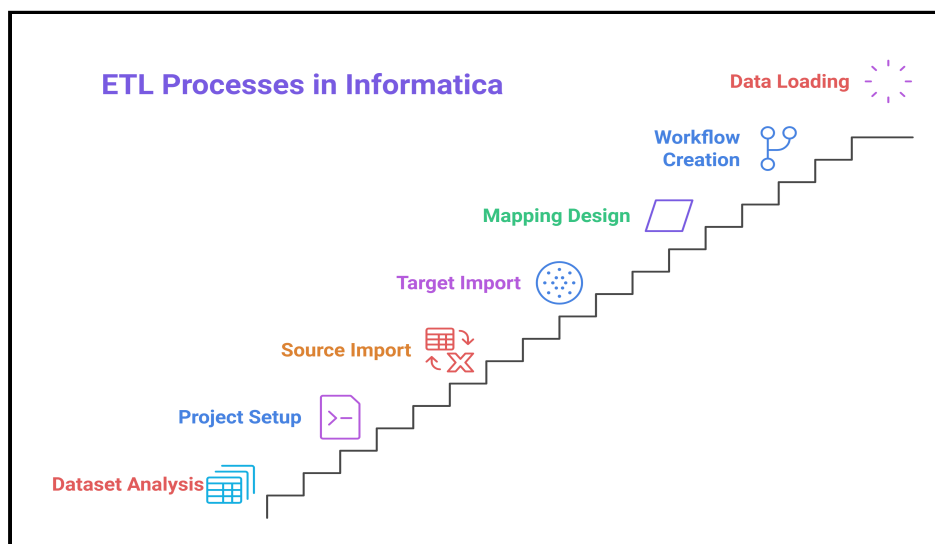 ETL Processes in Informatica
Data Loading
Workflow
Creation
Mapping Design
Target Import
Source Import
Project Setup
Dataset Analysis